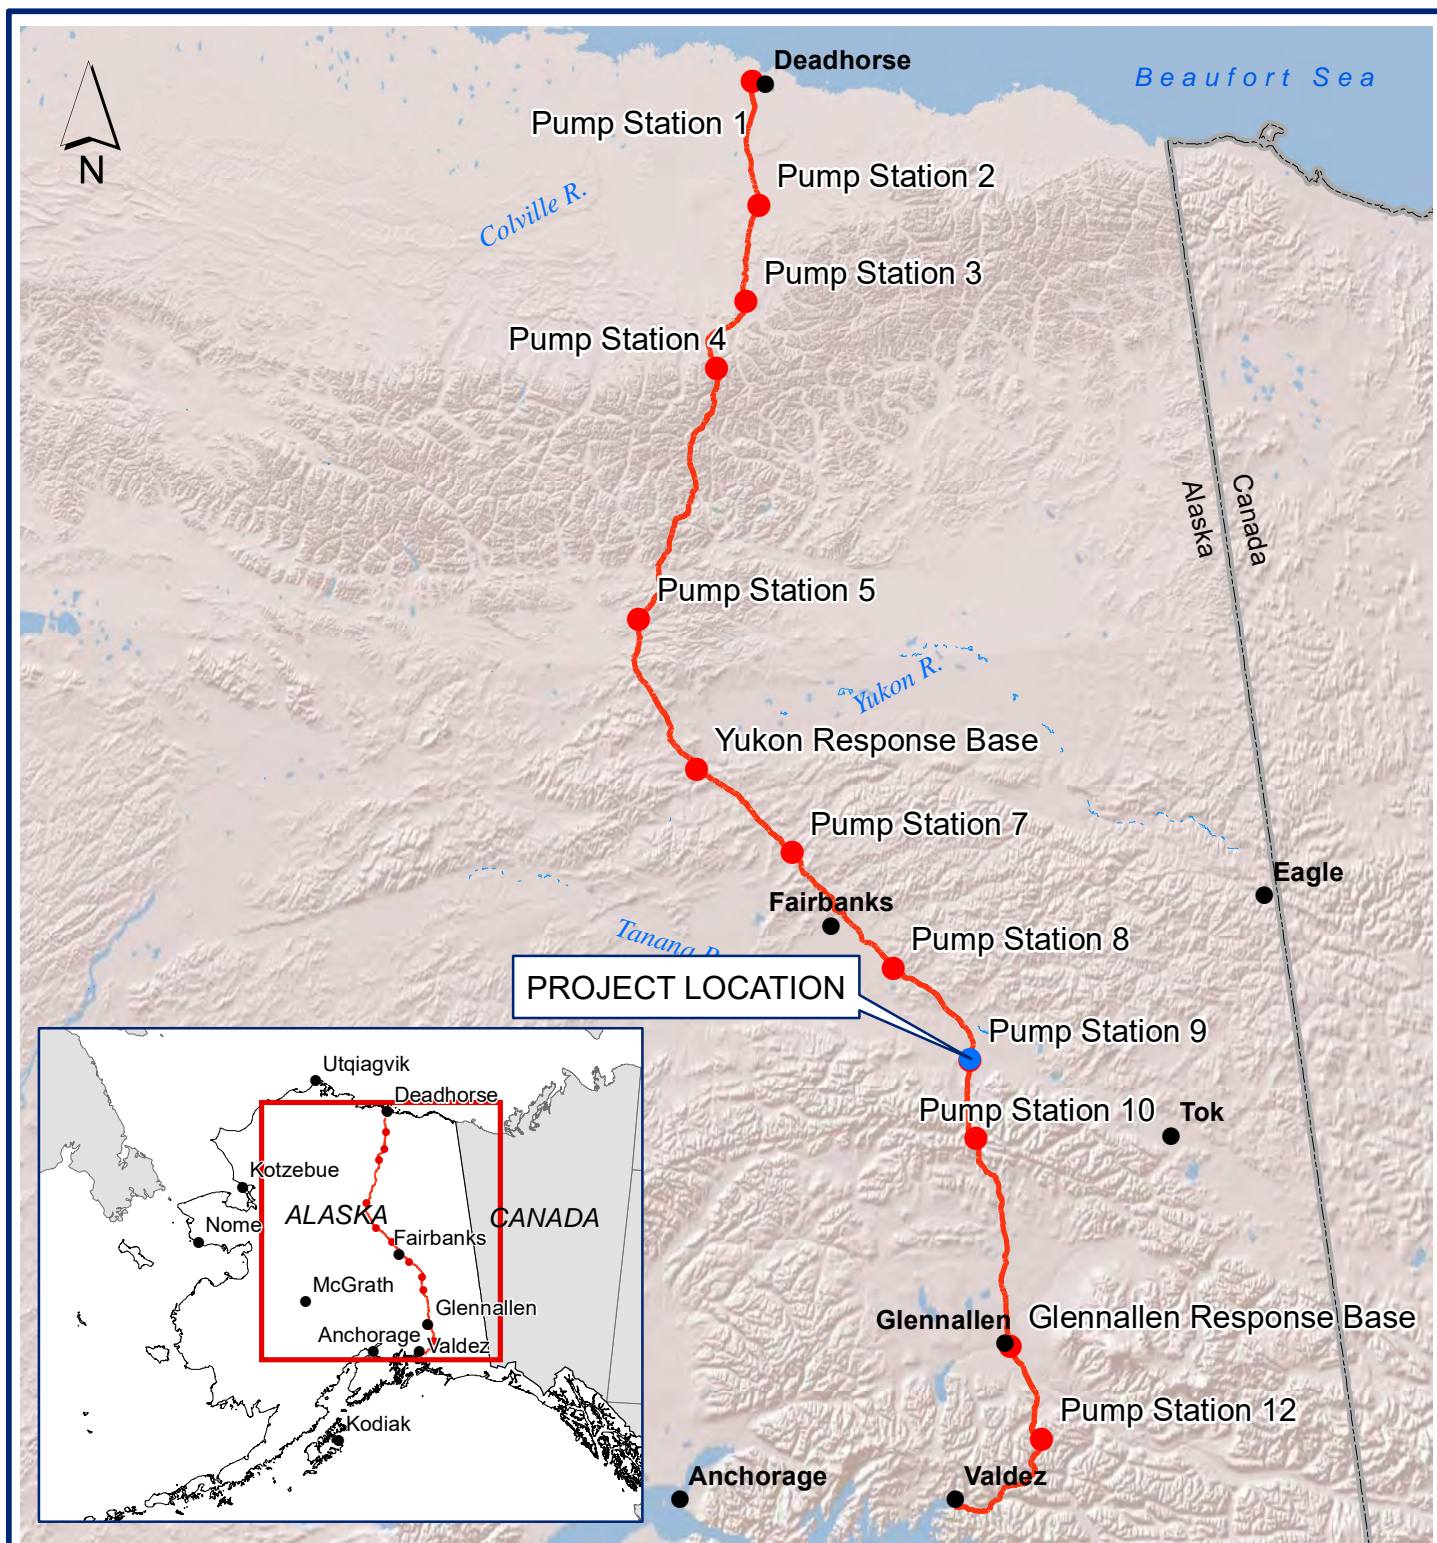 Deadhorse
Beaufort Sea
Pump Station 1
N
Pump Station 2
Colville R.
Pump Station 3
Pump Station 4
Canada
Alaska
Pump Station 5
Yukon R.
Yukon Response Base
Pump Station 7
Eagle
Fairbanks
Tanana R.
Pump Station 8
PROJECT LOCATION
Pump Station 9
Pump Station 10
Tok
Glennallen
Glennallen Response Base
Pump Station 12
Anchorage
Valdez
Utqiagvik
Deadhorse
Kotzebue
ALASKA
CANADA
Nome
Fairbanks
McGrath
Glennallen
Anchorage
Valdez
Kodiak